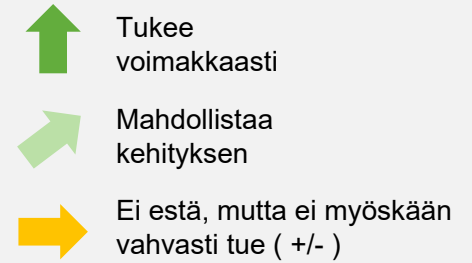 Tukee
voimakkaasti
Mahdollistaa
kehityksen
Ei estä, mutta ei myöskään
vahvasti tue ( +/- )